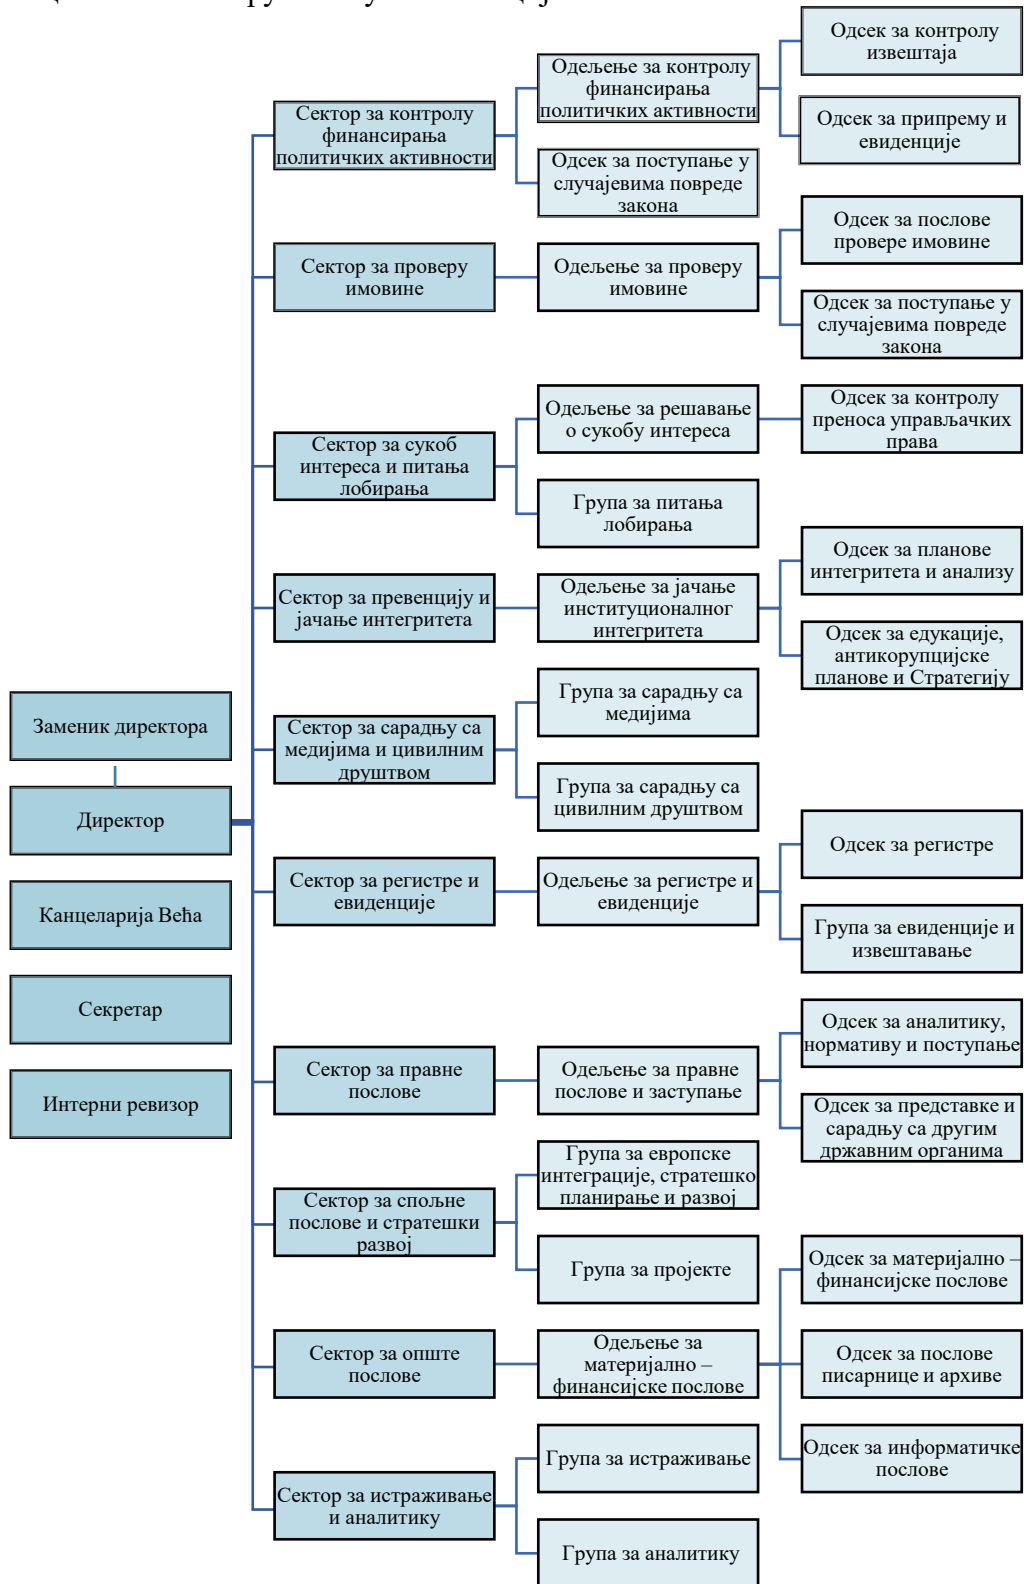 Заменик директора
Директор
Канцеларија Већа
Секретар
Интерни ревизор
Сектор за контролу
финансирања
политичких активности
Одељење за контролу
финансирања
политичких активности
Одсек за контролу
извештаја
Одсек за припрему и
евиденције
Одсек за поступање у
случајевима повреде
закона
Сектор за проверу
имовине
Одељење за проверу
имовине
Одсек за послове
провере имовине
Одсек за поступање у
случајевима повреде
закона
Сектор за сукоб
интереса и питања
лобирања
Одељење за решавање
о сукобу интереса
Одсек за контролу
преноса управљачких
права
Група за питања
лобирања
Сектор за превенцију и
јачање интегритета
Одељење за јачање
институционалног
интегритета
Одсек за планове
интегритета и анализу
Одсек за едукације,
антикорупцијске
планове и Стратегију
Сектор за сарадњу са
медијима и цивилним
друштвом
Група за сарадњу са
медијима
Група за сарадњу са
цивилним друштвом
Сектор за регистре и
евиденције
Одељење за регистре и
евиденције
Одсек за регистре
Група за евиденције и
извештавање
Сектор за правне
послове
Одељење за правне
послове и заступање
Одсек за аналитику,
нормативу и поступање
Одсек за представке и
сарадњу са другим
државним органима
Сектор за спољне
послове и стратешки
развој
Група за европске
интеграције, стратешко
планирање и развој
Група за пројекте
Сектор за опште
послове
Одељење за
материјално –
финансијске послове
Одсек за материјално –
финансијске послове
Одсек за послове
писарнице и архиве
Одсек за информатичке
послове
Сектор за истраживање
и аналитику
Група за истраживање
Група за аналитику